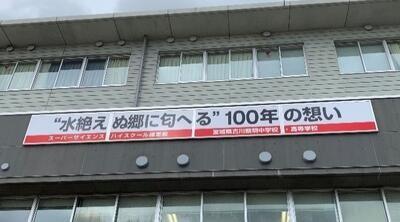 “水絶えぬ郷に匂へる”100年の想い
スーパーサイエンスハイスクール指定校 宮城県古川黎明中学校・高等学校